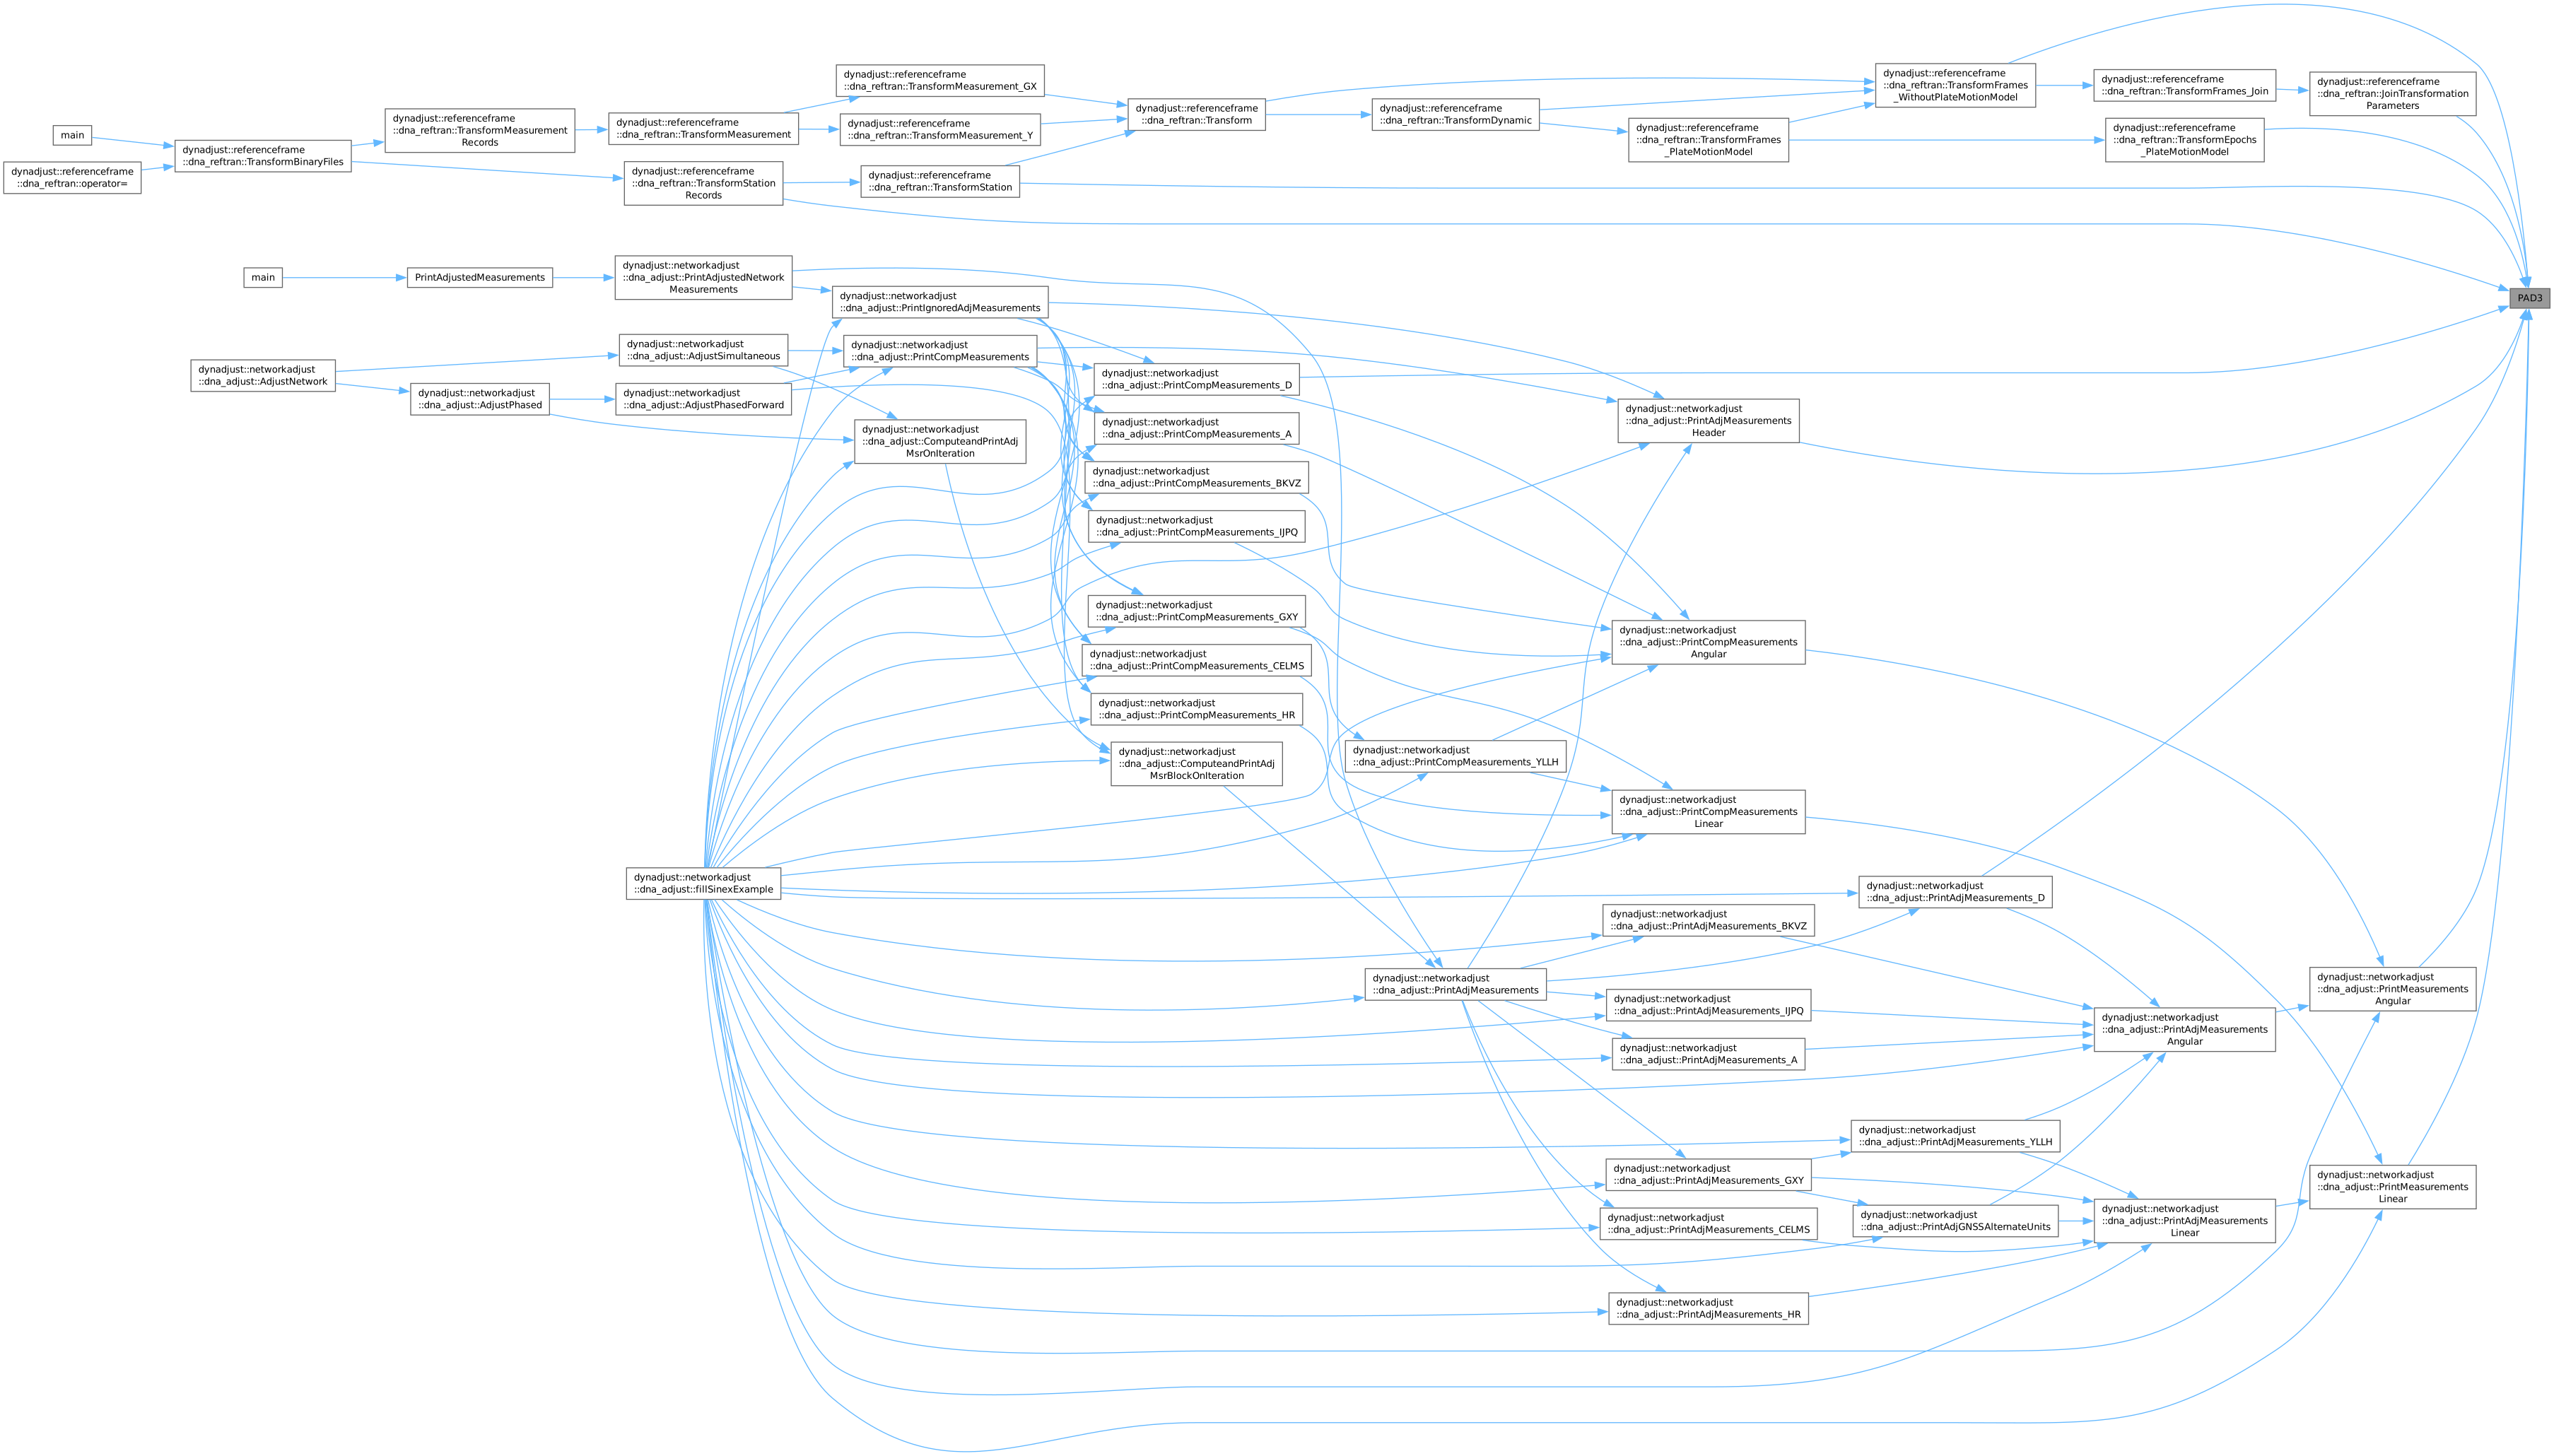 main
dynadjust::referenceframe
::dna_reftran::operator=
dynadjust::referenceframe
::dna_reftran::TransformBinaryFiles
dynadjust::referenceframe
::dna_reftran::TransformMeasurement
Records
dynadjust::referenceframe
::dna_reftran::TransformStation
Records
dynadjust::referenceframe
::dna_reftran::TransformMeasurement
dynadjust::referenceframe
::dna_reftran::TransformMeasurement_GX
dynadjust::referenceframe
::dna_reftran::TransformMeasurement_Y
dynadjust::referenceframe
::dna_reftran::TransformStation
dynadjust::referenceframe
::dna_reftran::Transform
dynadjust::referenceframe
::dna_reftran::TransformDynamic
dynadjust::referenceframe
::dna_reftran::TransformFrames
_PlateMotionModel
dynadjust::referenceframe
::dna_reftran::TransformFrames
_WithoutPlateMotionModel
dynadjust::referenceframe
::dna_reftran::TransformFrames_Join
dynadjust::referenceframe
::dna_reftran::TransformEpochs
_PlateMotionModel
dynadjust::referenceframe
::dna_reftran::JoinTransformation
Parameters
PAD3
main
PrintAdjustedMeasurements
dynadjust::networkadjust
::dna_adjust::PrintAdjustedNetwork
Measurements
dynadjust::networkadjust
::dna_adjust::PrintIgnoredAdjMeasurements
dynadjust::networkadjust
::dna_adjust::AdjustNetwork
dynadjust::networkadjust
::dna_adjust::AdjustPhased
dynadjust::networkadjust
::dna_adjust::AdjustSimultaneous
dynadjust::networkadjust
::dna_adjust::AdjustPhasedForward
dynadjust::networkadjust
::dna_adjust::PrintCompMeasurements
dynadjust::networkadjust
::dna_adjust::ComputeandPrintAdj
MsrOnIteration
dynadjust::networkadjust
::dna_adjust::PrintCompMeasurements_D
dynadjust::networkadjust
::dna_adjust::PrintCompMeasurements_A
dynadjust::networkadjust
::dna_adjust::PrintCompMeasurements_BKVZ
dynadjust::networkadjust
::dna_adjust::PrintCompMeasurements_IJPQ
dynadjust::networkadjust
::dna_adjust::PrintCompMeasurements_GXY
dynadjust::networkadjust
::dna_adjust::PrintCompMeasurements_CELMS
dynadjust::networkadjust
::dna_adjust::PrintCompMeasurements_HR
dynadjust::networkadjust
::dna_adjust::ComputeandPrintAdj
MsrBlockOnIteration
dynadjust::networkadjust
::dna_adjust::PrintAdjMeasurements
Header
dynadjust::networkadjust
::dna_adjust::PrintCompMeasurements
Angular
dynadjust::networkadjust
::dna_adjust::PrintCompMeasurements_YLLH
dynadjust::networkadjust
::dna_adjust::PrintCompMeasurements
Linear
dynadjust::networkadjust
::dna_adjust::fillSinexExample
dynadjust::networkadjust
::dna_adjust::PrintAdjMeasurements_D
dynadjust::networkadjust
::dna_adjust::PrintAdjMeasurements_BKVZ
dynadjust::networkadjust
::dna_adjust::PrintAdjMeasurements
dynadjust::networkadjust
::dna_adjust::PrintAdjMeasurements_IJPQ
dynadjust::networkadjust
::dna_adjust::PrintAdjMeasurements_A
dynadjust::networkadjust
::dna_adjust::PrintAdjMeasurements
Angular
dynadjust::networkadjust
::dna_adjust::PrintMeasurements
Angular
dynadjust::networkadjust
::dna_adjust::PrintAdjMeasurements_YLLH
dynadjust::networkadjust
::dna_adjust::PrintAdjMeasurements_GXY
dynadjust::networkadjust
::dna_adjust::PrintAdjMeasurements_CELMS
dynadjust::networkadjust
::dna_adjust::PrintAdjGNSSAlternateUnits
dynadjust::networkadjust
::dna_adjust::PrintAdjMeasurements
Linear
dynadjust::networkadjust
::dna_adjust::PrintMeasurements
Linear
dynadjust::networkadjust
::dna_adjust::PrintAdjMeasurements_HR